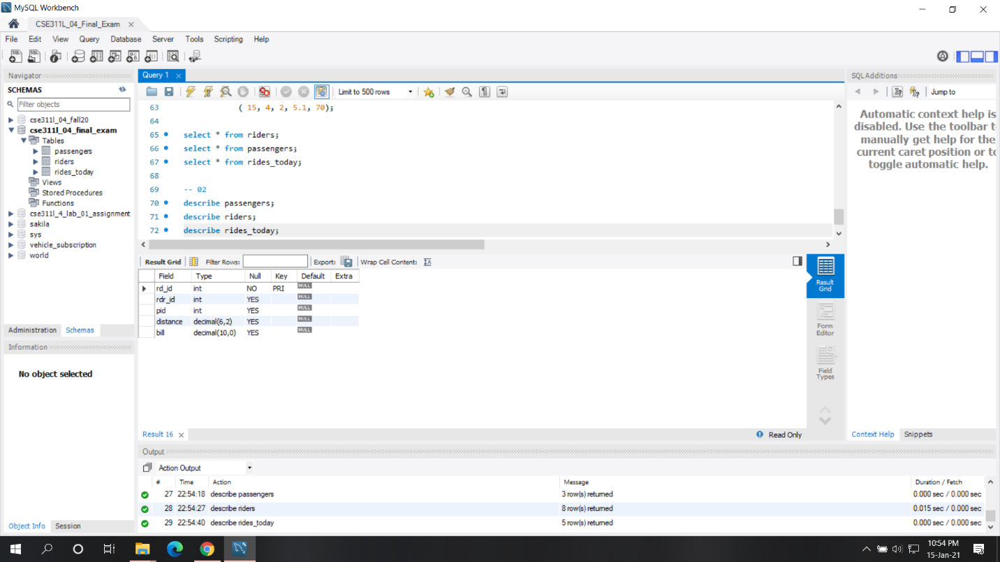 MySQL Workbench
CSE311L_04_Final_Exam
File Edit View Query Database Server Tools Scripting Help
Navigator
SCHEMAS
Filter objects
cse311l_04_fall20
cse311l_04_final_exam
Tables
passengers
riders
rides_today
Views
Stored Procedures
Functions
cse311l_4_lab_01_assignment
sakila
sys
vehicle_subscription
world
Administration Schemas
Information
No object selected
Object Info Session
Query 1
Limit to 500 rows
63 ( 15, 4, 2, 5.1, 70);
64
65 select * from riders;
66 select * from passengers;
67 select * from rides_today;
68
69 -- 02
70 describe passengers;
71 describe riders;
72 describe rides_today;
Result Grid Filter Rows: Export: Wrap Cell Content:
Field Type Null Key Default Extra
rd_id int NO PRI NULL
rdr_id int YES NULL
pid int YES NULL
distance decimal(6,2) YES NULL
bill decimal(10,0) YES NULL
Result
Grid
Form
Editor
Field
Types
Result 16
Read Only
SQLAdditions
Jump to
Automatic context help is
disabled. Use the toolbar t
manually get help for the
current caret position or to
toggle automatic help.
Context Help Snippets
Output
Action Output
# Time Action Message Duration / Fetch
27 22:54:18 describe passengers 3 row(s) returned 0.000 sec / 0.000 sec
28 22:54:27 describe riders 8 row(s) returned 0.015 sec / 0.000 sec
29 22:54:40 describe rides_today 5 row(s) returned 0.000 sec / 0.000 sec
10:54 PM
15-Jan-21